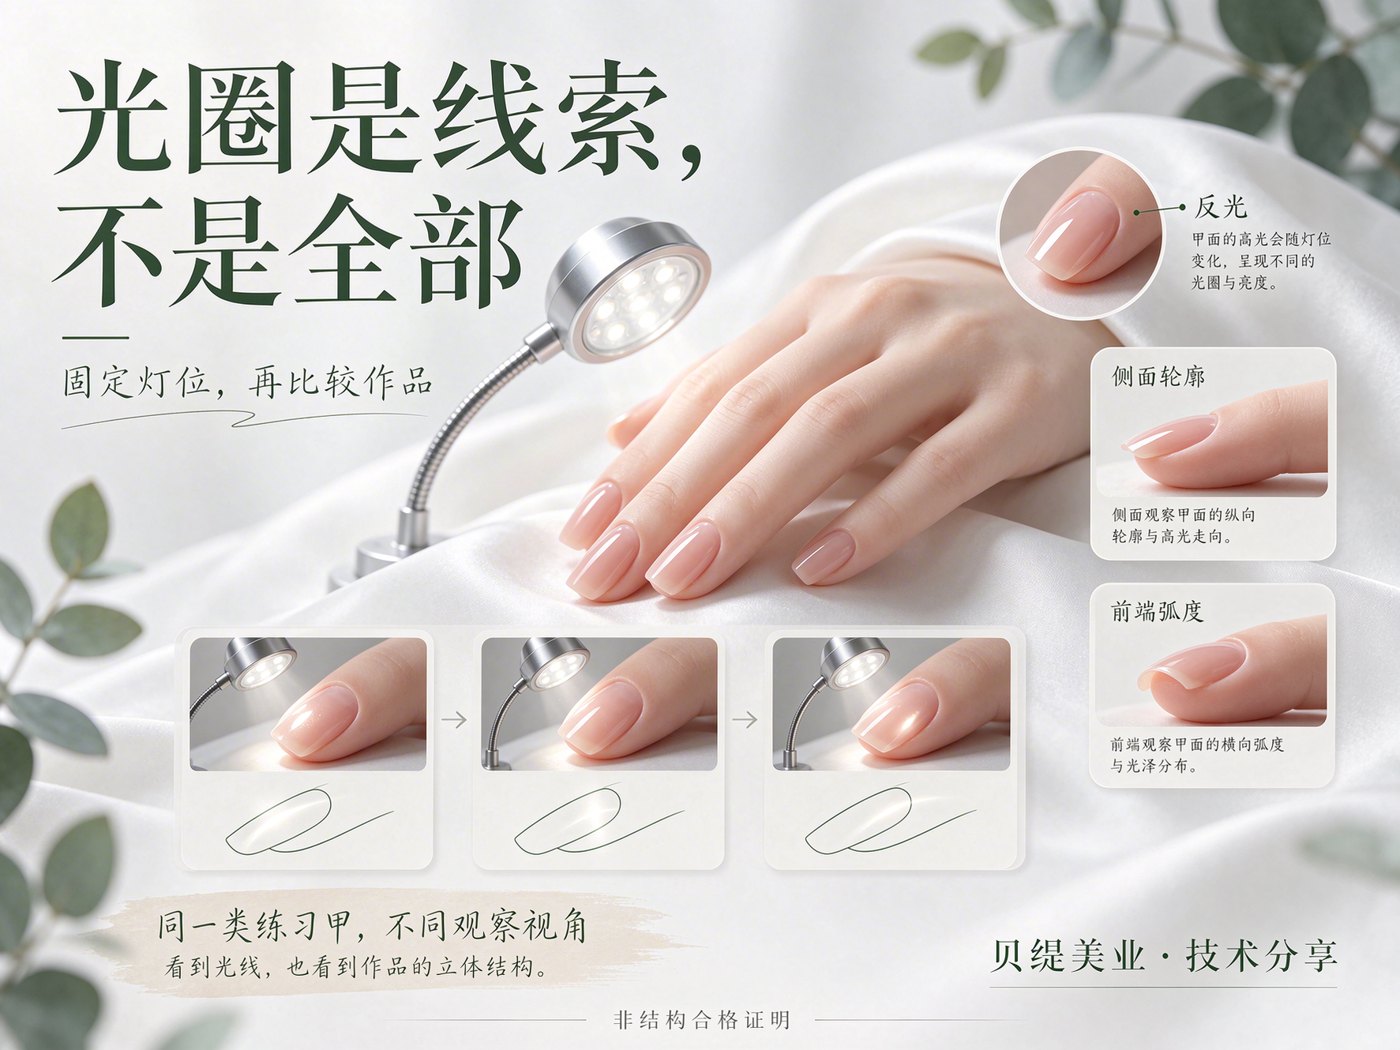 光圈是线索，
不是全部
固定灯位，再比较作品
反光
甲面的高光会随灯位
变化，呈现不同的
光圈与亮度。
侧面轮廓
侧面观察甲面的纵向
轮廓与高光走向。
前端弧度
前端观察甲面的横向弧度
与光泽分布。
同一类练习甲，不同观察视角
看到光线，也看到作品的立体结构。
贝缇美业·技术分享
非结构合格证明